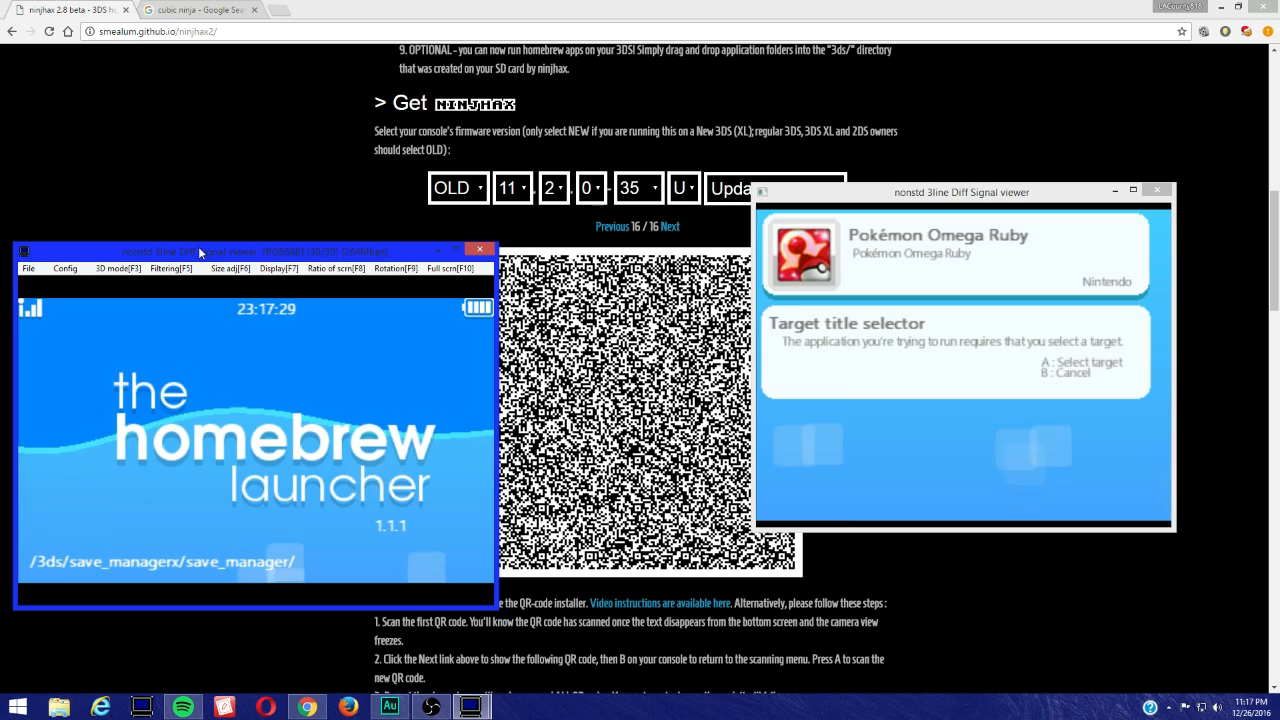 ninjhax 2.8 beta - 3DS ho
cubic ninja - Google Sea
LACounty818
smealum.github.io/ninjhax2/
9. OPTIONAL - you can now run homebrew apps on your 3DS! Simply drag and drop application folders into the "3ds/" directory
that was created on your SD card by ninjhax.
> Get NINJHAX
Select your console's firmware version (only select NEW if you are running this on a New 3DS (XL); regular 3DS, 3DS XL and 2DS owners
should select OLD) :
OLD 11 . 2 . 0 - 35 U Upda
Previous 16 / 16 Next
nonstd 3line Diff Signal viewer
Pokémon Omega Ruby
Pokémon Omega Ruby
Nintendo
Target title selector
The application you're trying to run requires that you select a target.
A : Select target
B : Cancel
nonstd 3line Diff Signal viewer
File Config 3D mode[F3] Filtering[F5] Size adj[F6] Display[F7] Ratio of scrn[F8] Rotation[F9] Full scrn[F10]
23:17:29
the
homebrew
launcher
1.1.1
/3ds/save_managerx/save_manager/
e the QR-code installer. Video instructions are available here. Alternatively, please follow these steps :
1. Scan the first QR code. You'll know the QR code has scanned once the text disappears from the bottom screen and the camera view
freezes.
2. Click the Next link above to show the following QR code, then B on your console to return to the scanning menu. Press A to scan the
new QR code.
Au
11:17 PM
12/26/2016